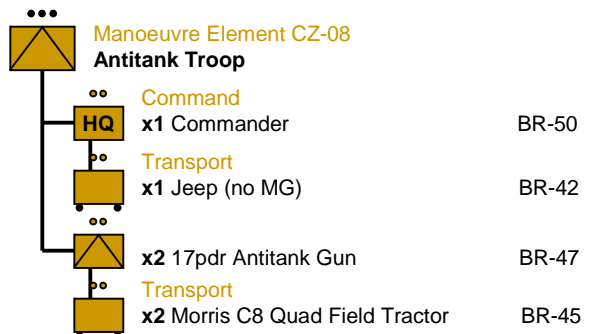 Manoeuvre Element CZ-08
Antitank Troop
Command
HQ x1 Commander BR-50
Transport
x1 Jeep (no MG) BR-42
x2 17pdr Antitank Gun BR-47
Transport
x2 Morris C8 Quad Field Tractor BR-45